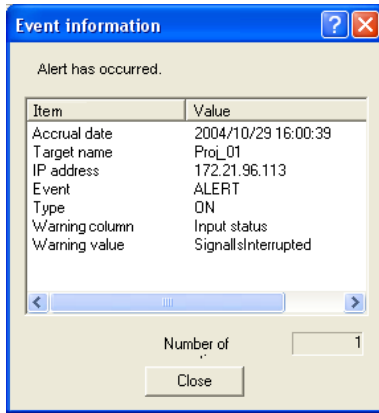 Event information
Alert has occurred.
Item Value
Accrual date 2004/10/29 16:00:39
Target name Proj_01
IP address 172.21.96.113
Event ALERT
Type ON
Warning column Input status
Warning value SignalIsInterrupted
Number of
1
Close